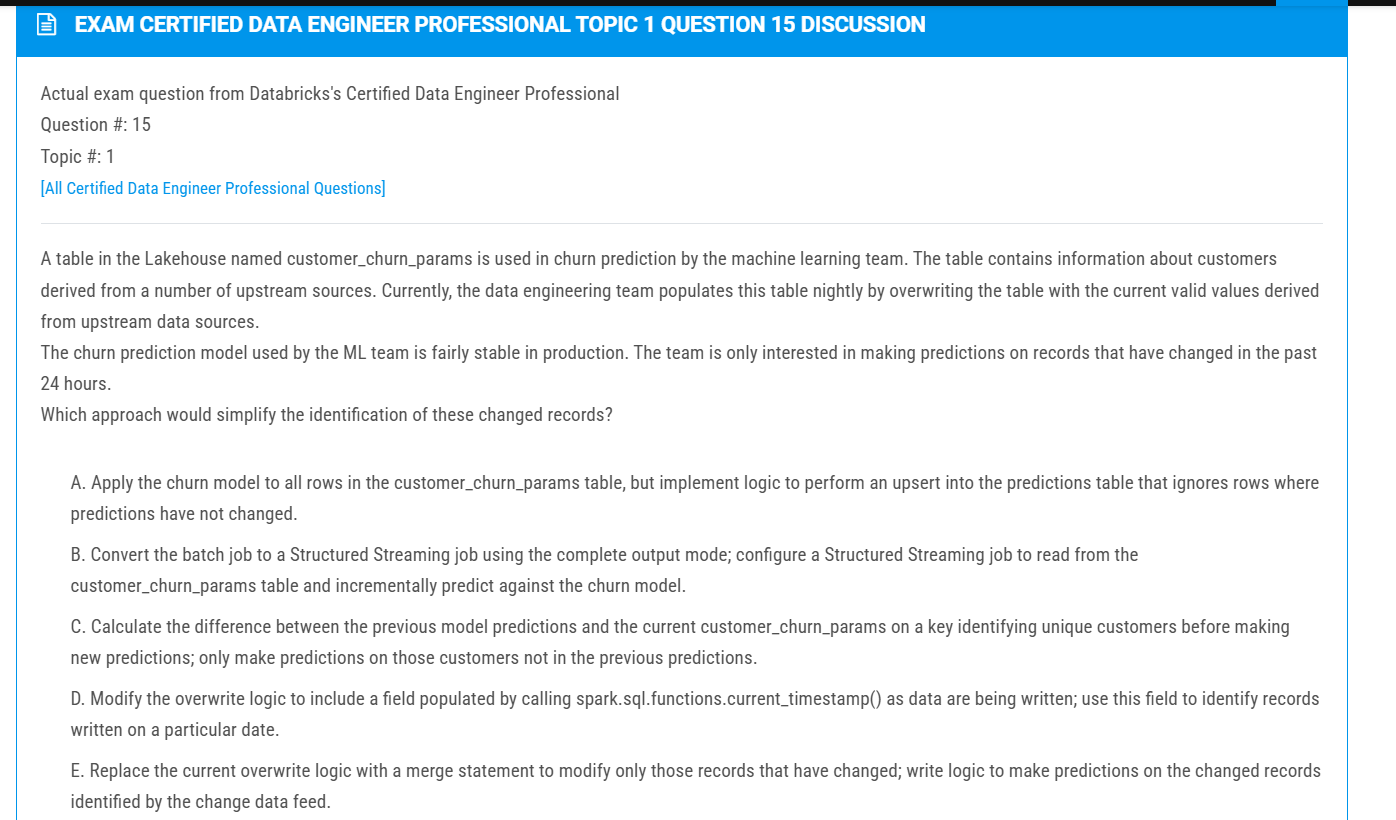 EXAM CERTIFIED DATA ENGINEER PROFESSIONAL TOPIC 1 QUESTION 15 DISCUSSION
Actual exam question from Databricks's Certified Data Engineer Professional
Question #: 15
Topic #: 1
[All Certified Data Engineer Professional Questions]
A table in the Lakehouse named customer_churn_params is used in churn prediction by the machine learning team. The table contains information about customers
derived from a number of upstream sources. Currently, the data engineering team populates this table nightly by overwriting the table with the current valid values derived
from upstream data sources.
The churn prediction model used by the ML team is fairly stable in production. The team is only interested in making predictions on records that have changed in the past
24 hours.
Which approach would simplify the identification of these changed records?
A. Apply the churn model to all rows in the customer_churn_params table, but implement logic to perform an upsert into the predictions table that ignores rows where
predictions have not changed.
B. Convert the batch job to a Structured Streaming job using the complete output mode; configure a Structured Streaming job to read from the
customer_churn_params table and incrementally predict against the churn model.
C. Calculate the difference between the previous model predictions and the current customer_churn_params on a key identifying unique customers before making
new predictions; only make predictions on those customers not in the previous predictions.
D. Modify the overwrite logic to include a field populated by calling spark.sql.functions.current_timestamp() as data are being written; use this field to identify records
written on a particular date.
E. Replace the current overwrite logic with a merge statement to modify only those records that have changed; write logic to make predictions on the changed records
identified by the change data feed.